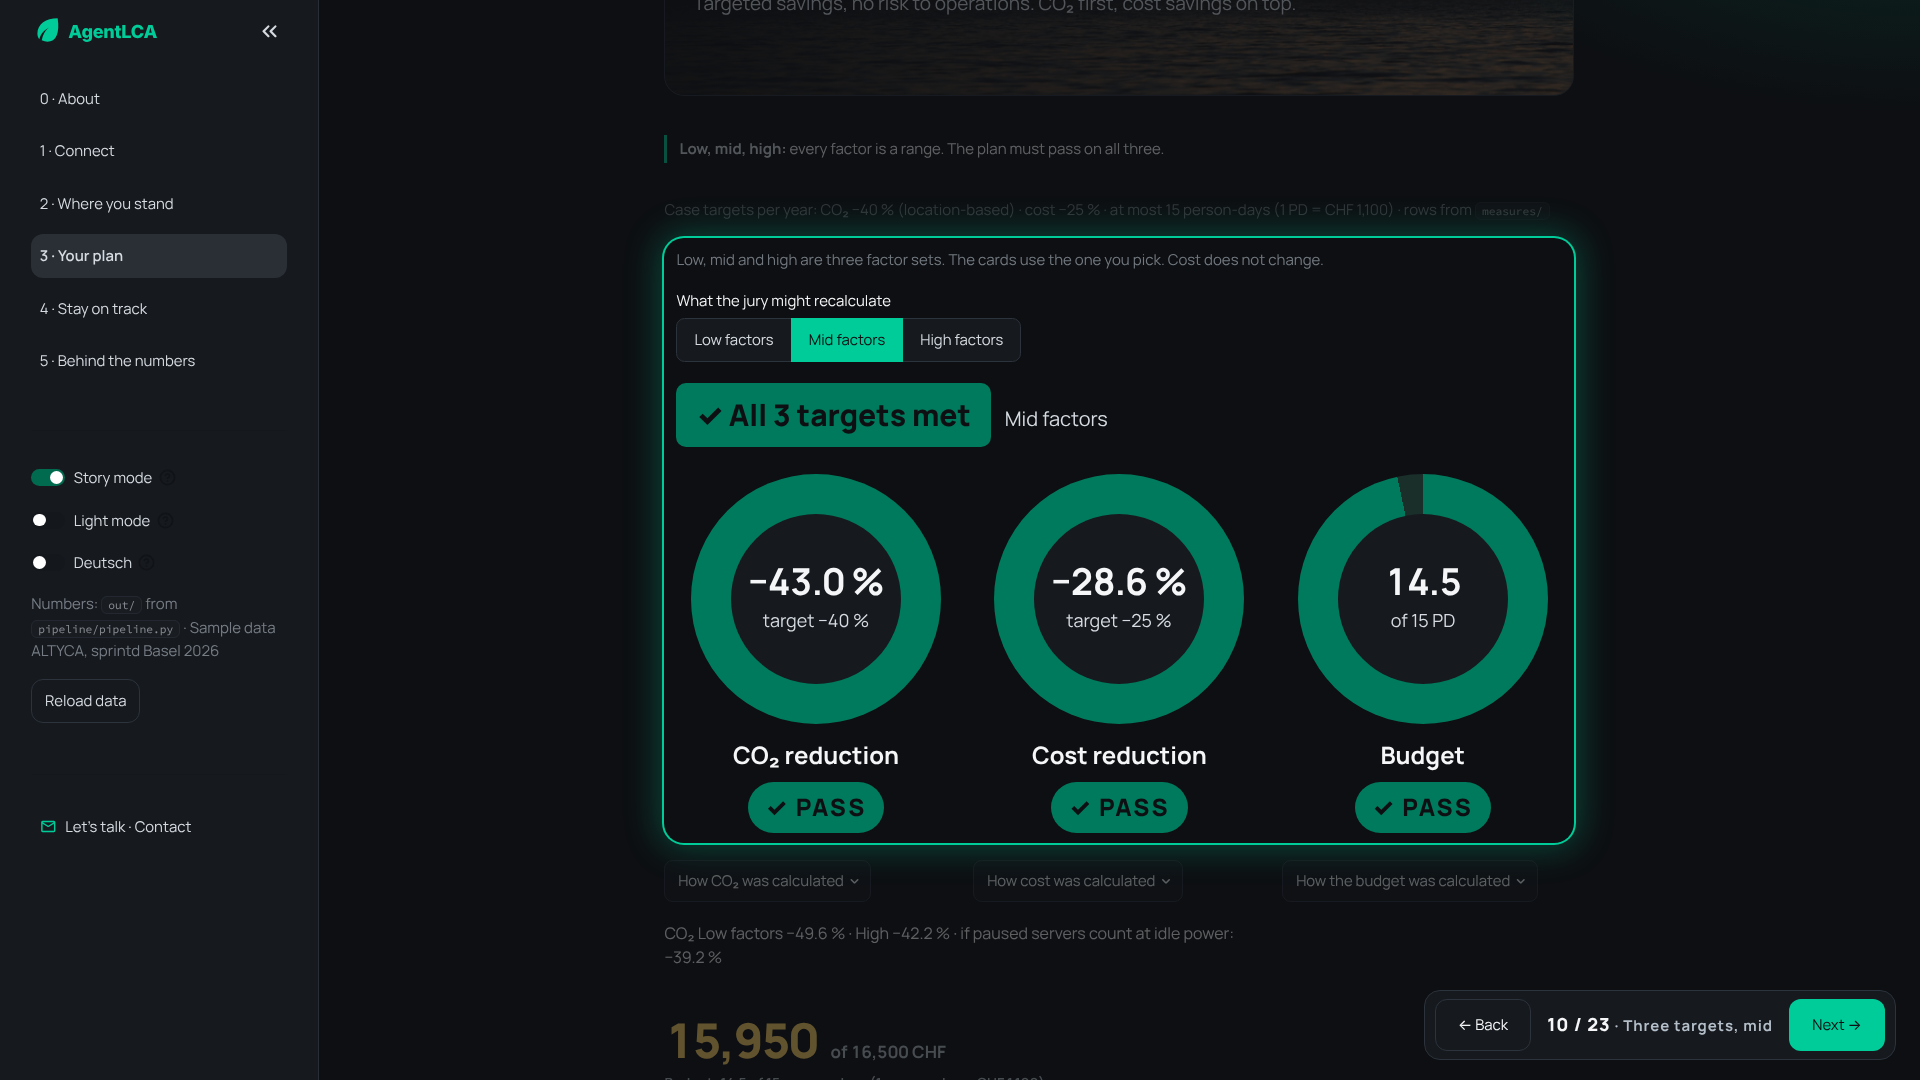 AgentLCA
0 · About
1 · Connect
2 · Where you stand
3 · Your plan
4 · Stay on track
5 · Behind the numbers
Story mode
Light mode
Deutsch
Numbers: out/ from
pipeline/pipeline.py · Sample data
ALTYCA, sprintd Basel 2026
Reload data
Let's talk · Contact
Targeted savings, no risk to operations. CO₂ first, cost savings on top.
Low, mid, high: every factor is a range. The plan must pass on all three.
Case targets per year: CO₂ −40 % (location-based) · cost −25 % · at most 15 person-days (1 PD = CHF 1,100) · rows from measures/
Low, mid and high are three factor sets. The cards use the one you pick. Cost does not change.
What the jury might recalculate
Low factors Mid factors High factors
✓ All 3 targets met Mid factors
−43.0 % −28.6 % 14.5
target −40 % target −25 % of 15 PD
CO₂ reduction Cost reduction Budget
✓ PASS ✓ PASS ✓ PASS
How CO₂ was calculated How cost was calculated How the budget was calculated
CO₂ Low factors −49.6 % · High −42.2 % · if paused servers count at idle power:
−39.2 %
15,950 of 16,500 CHF
← Back 10 / 23 · Three targets, mid Next →